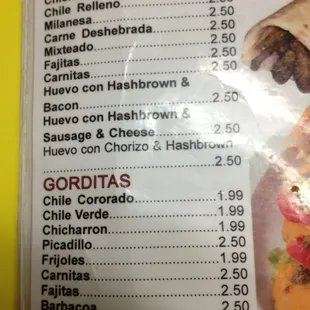 Chile Relleno
Milanesa.....2.50
Carne Deshebrada.....2.50
Mixteado.....2.50
Fajitas.....2.50
Carnitas.....2.50
Huevo con Hashbrown &
Bacon.....2.50
Huevo con Hashbrown &
Sausage & Cheese.....2.50
Huevo con Chorizo & Hashbrown
.....2.50
GORDITAS
Chile Cororado.....1.99
Chile Verde.....1.99
Chicharron.....1.99
Picadillo.....2.50
Frijoles.....1.99
Carnitas.....2.50
Fajitas.....2.50
Barbacoa.....2.50